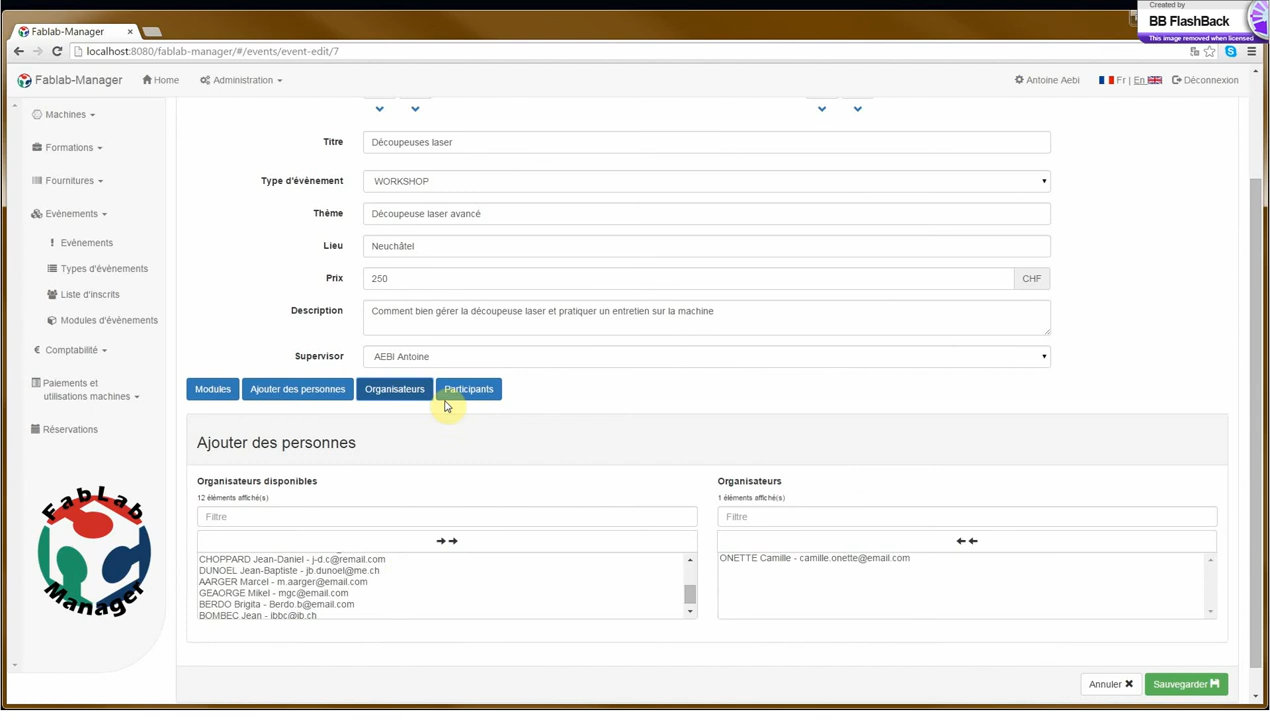 Created by
BB FlashBack
This image removed when licensed
Fablab-Manager
localhost:8080/fablab-manager/#/events/event-edit/7
Fablab-Manager
Home
Administration
Antoine Aebi
Fr | En
Déconnexion
Machines
Formations
Fournitures
Evènements
Evènements
Types d'évènements
Liste d'inscrits
Modules d'évènements
Comptabilité
Paiements et
utilisations machines
Réservations
FabLab
Manager
Titre
Découpeuses laser
Type d'évènement
WORKSHOP
Thème
Découpeuse laser avancé
Lieu
Neuchâtel
Prix
250
CHF
Description
Comment bien gérer la découpeuse laser et pratiquer un entretien sur la machine
Supervisor
AEBI Antoine
Modules
Ajouter des personnes
Organisateurs
Participants
Ajouter des personnes
Organisateurs disponibles
12 éléments affiché(s)
Filtre
CHOPPARD Jean-Daniel - j-d.c@remail.com
DUNOEL Jean-Baptiste - jb.dunoel@me.ch
AARGER Marcel - m.aarger@email.com
GEAORGE Mikel - mgc@email.com
BERDO Brigita - Berdo.b@email.com
BOMBEC Jean - jbbc@jb.ch
Organisateurs
1 éléments affiché(s)
Filtre
ONETTE Camille - camille.onette@email.com
Annuler
Sauvegarder